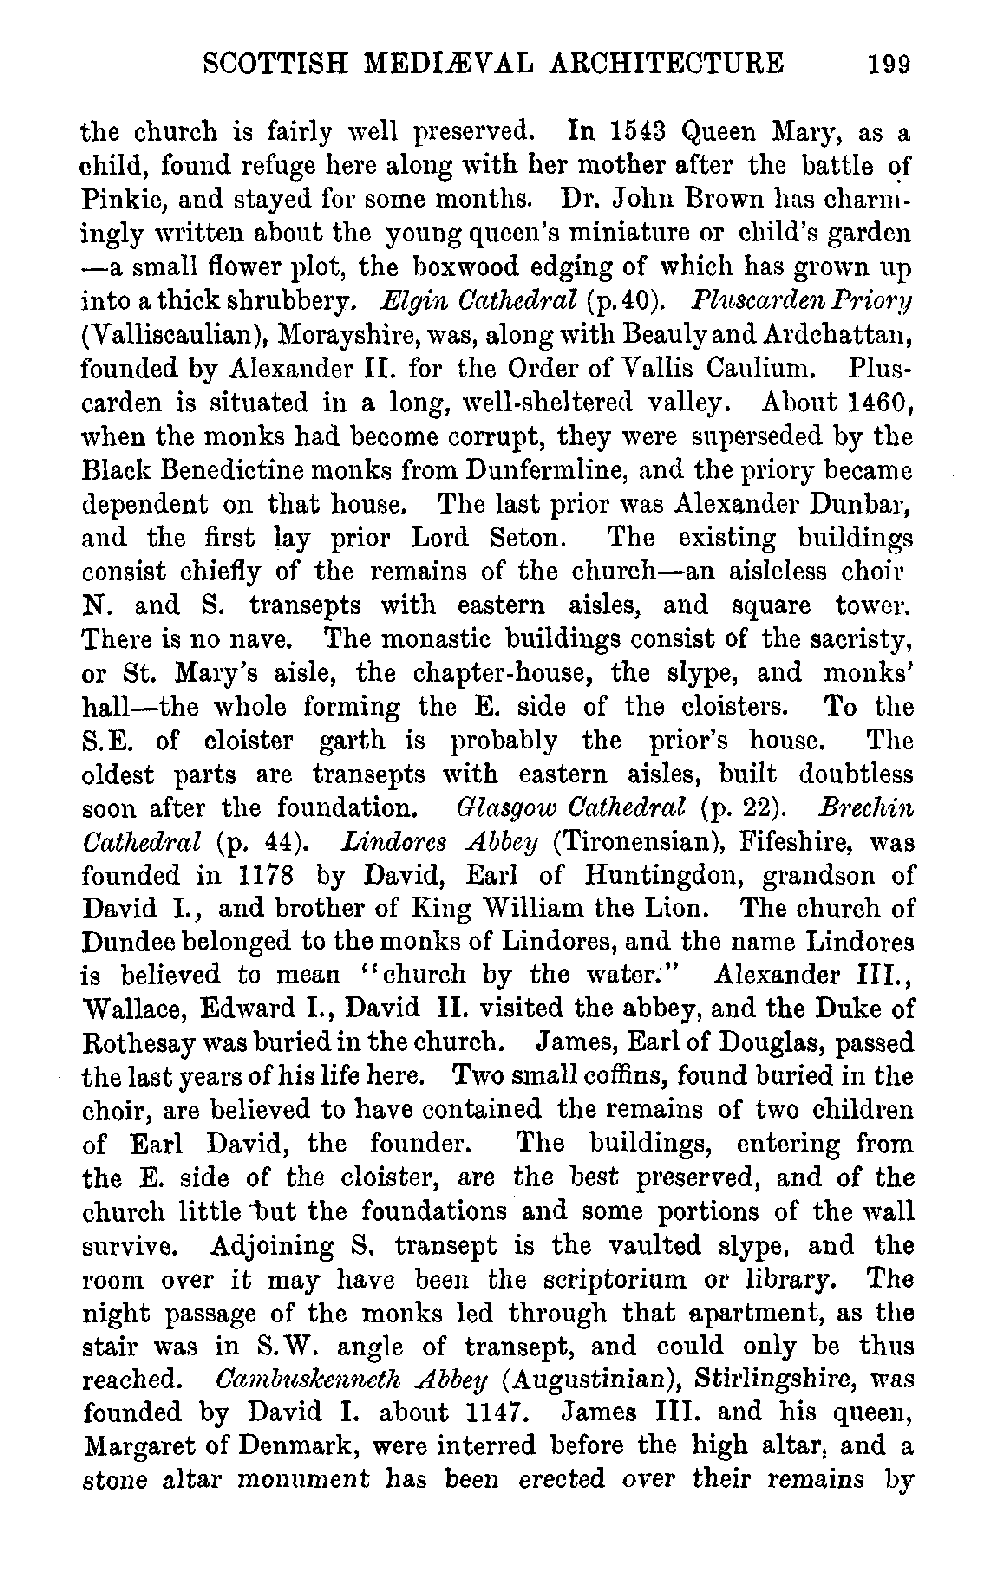 SCOTTISH MEDIÆVAL ARCHITECTURE 199
the church is fairly well preserved. In 1543 Queen Mary, as a
child, found refuge here along with her mother after the battle of
Pinkie, and stayed for some months. Dr. John Brown has charm-
ingly written about the young queen's miniature or child's garden
—a small flower plot, the boxwood edging of which has grown up
into a thick shrubbery. Elgin Cathedral (p. 40). Pluscarden Priory
(Valliscaulian), Morayshire, was, along with Beauly and Ardchattan,
founded by Alexander II. for the Order of Vallis Caulium. Plus-
carden is situated in a long, well-sheltered valley. About 1460,
when the monks had become corrupt, they were superseded by the
Black Benedictine monks from Dunfermline, and the priory became
dependent on that house. The last prior was Alexander Dunbar,
and the first lay prior Lord Seton. The existing buildings
consist chiefly of the remains of the church—an aisleless choir
N. and S. transepts with eastern aisles, and square tower.
There is no nave. The monastic buildings consist of the sacristy,
or St. Mary's aisle, the chapter-house, the slype, and monks'
hall—the whole forming the E. side of the cloisters. To the
S.E. of cloister garth is probably the prior's house. The
oldest parts are transepts with eastern aisles, built doubtless
soon after the foundation. Glasgow Cathedral (p. 22). Brechin
Cathedral (p. 44). Lindores Abbey (Tironensian), Fifeshire, was
founded in 1178 by David, Earl of Huntingdon, grandson of
David I., and brother of King William the Lion. The church of
Dundee belonged to the monks of Lindores, and the name Lindores
is believed to mean "church by the water." Alexander III.,
Wallace, Edward I., David II. visited the abbey, and the Duke of
Rothesay was buried in the church. James, Earl of Douglas, passed
the last years of his life here. Two small coffins, found buried in the
choir, are believed to have contained the remains of two children
of Earl David, the founder. The buildings, entering from
the E. side of the cloister, are the best preserved, and of the
church little but the foundations and some portions of the wall
survive. Adjoining S. transept is the vaulted slype, and the
room over it may have been the scriptorium or library. The
night passage of the monks led through that apartment, as the
stair was in S.W. angle of transept, and could only be thus
reached. Cambuskenneth Abbey (Augustinian), Stirlingshire, was
founded by David I. about 1147. James III. and his queen,
Margaret of Denmark, were interred before the high altar, and a
stone altar monument has been erected over their remains by